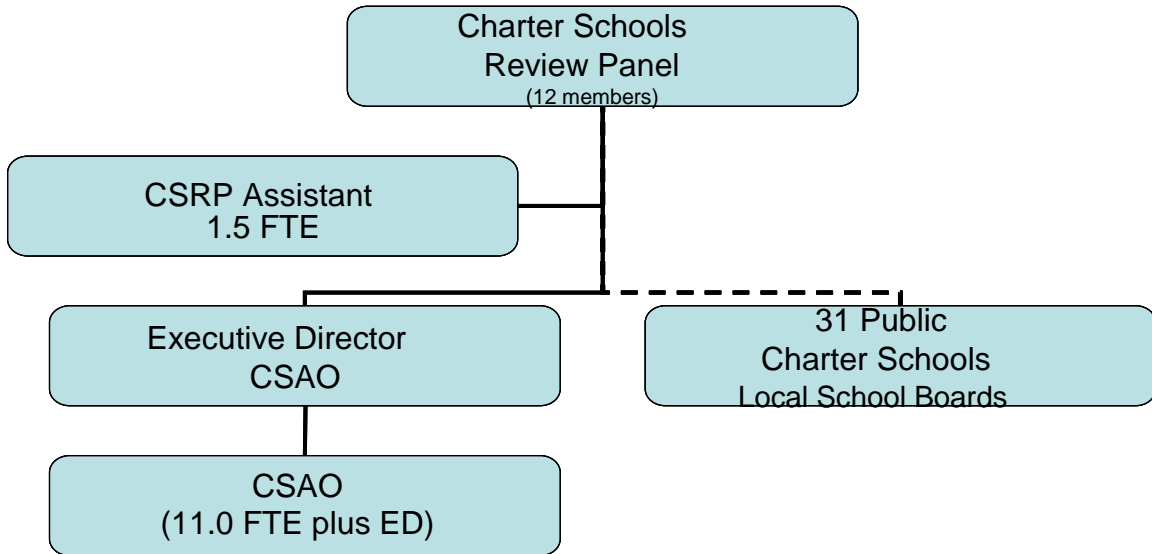 Charter Schools
Review Panel
(12 members)
CSRP Assistant
1.5 FTE
Executive Director
CSAO
31 Public
Charter Schools
Local School Boards
CSAO
(11.0 FTE plus ED)